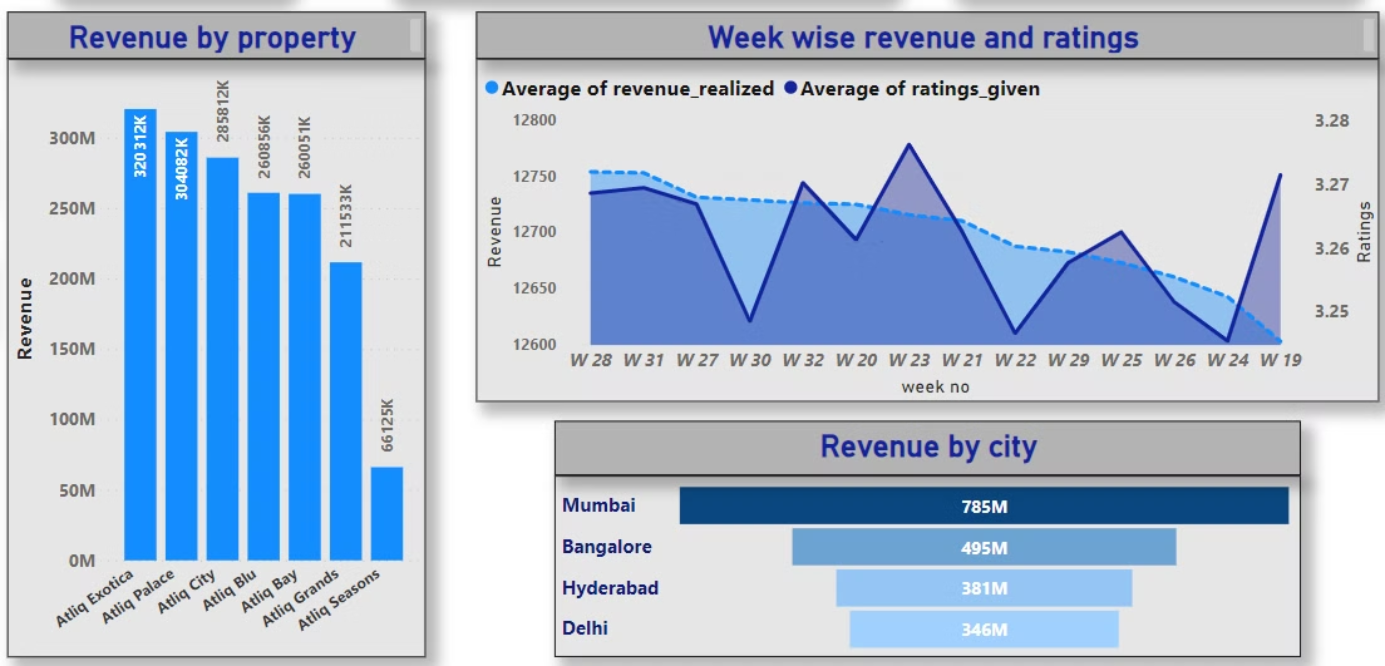 Revenue by property
320312K
304082K
285812K
260856K
260051K
211533K
66125K
300M
250M
200M
150M
100M
50M
0M
Revenue
Atliq Exotica
Atliq Palace
Atliq City
Atliq Blu
Atliq Bay
Atliq Grands
Atliq Seasons
Week wise revenue and ratings
Average of revenue_realized Average of ratings_given
12800
12750
12700
12650
12600
Revenue
3.28
3.27
3.26
3.25
Ratings
W 28 W 31 W 27 W 30 W 32 W 20 W 23 W 21 W 22 W 29 W 25 W 26 W 24 W 19
week no
Revenue by city
Mumbai 785M
Bangalore 495M
Hyderabad 381M
Delhi 346M